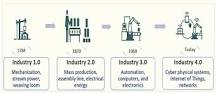 1784
1870
1969
Today
Industry 1.0
Mechanization,
steam power,
weaving loom
Industry 2.0
Mass production,
assembly line, electrical
energy
Industry 3.0
Automation,
computers, and
electronics
Industry 4.0
Cyber physical systems,
Internet of Things,
networks